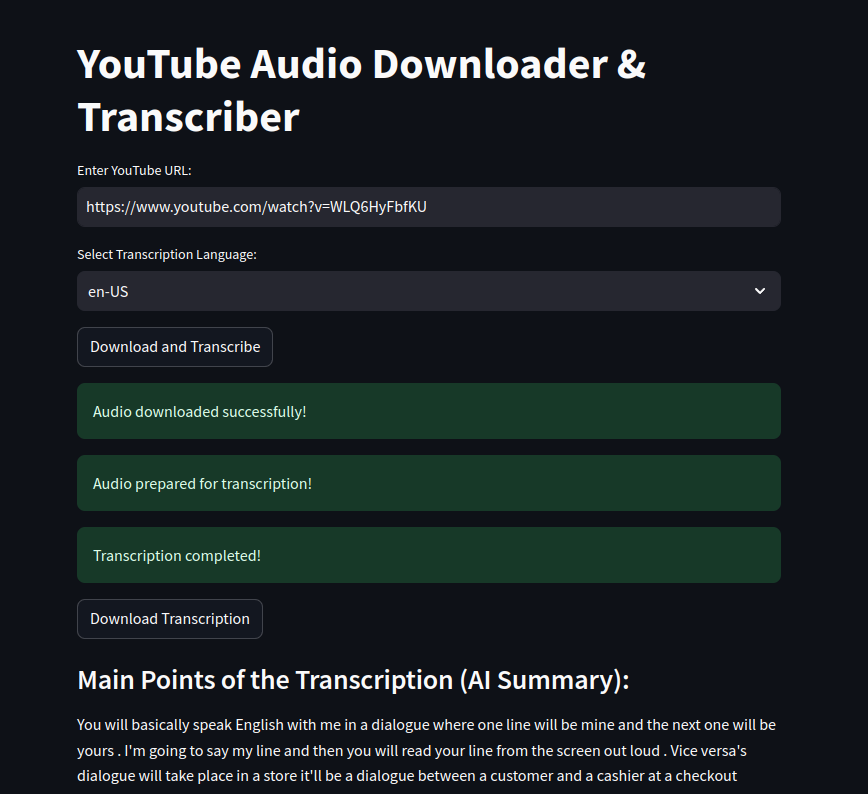 YouTube Audio Downloader &
Transcriber
Enter YouTube URL:
https://www.youtube.com/watch?v=WLQ6HyFbfKU
Select Transcription Language:
en-US
Download and Transcribe
Audio downloaded successfully!
Audio prepared for transcription!
Transcription completed!
Download Transcription
Main Points of the Transcription (AI Summary):
You will basically speak English with me in a dialogue where one line will be mine and the next one will be
yours . I'm going to say my line and then you will read your line from the screen out loud . Vice versa's
dialogue will take place in a store it'll be a dialogue between a customer and a cashier at a checkout